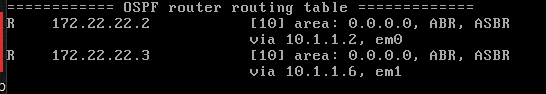 ============ OSPF router routing table =============
R    172.22.22.2           [10] area: 0.0.0.0, ABR, ASBR
                           via 10.1.1.2, em0
R    172.22.22.3           [10] area: 0.0.0.0, ABR, ASBR
                           via 10.1.1.6, em1